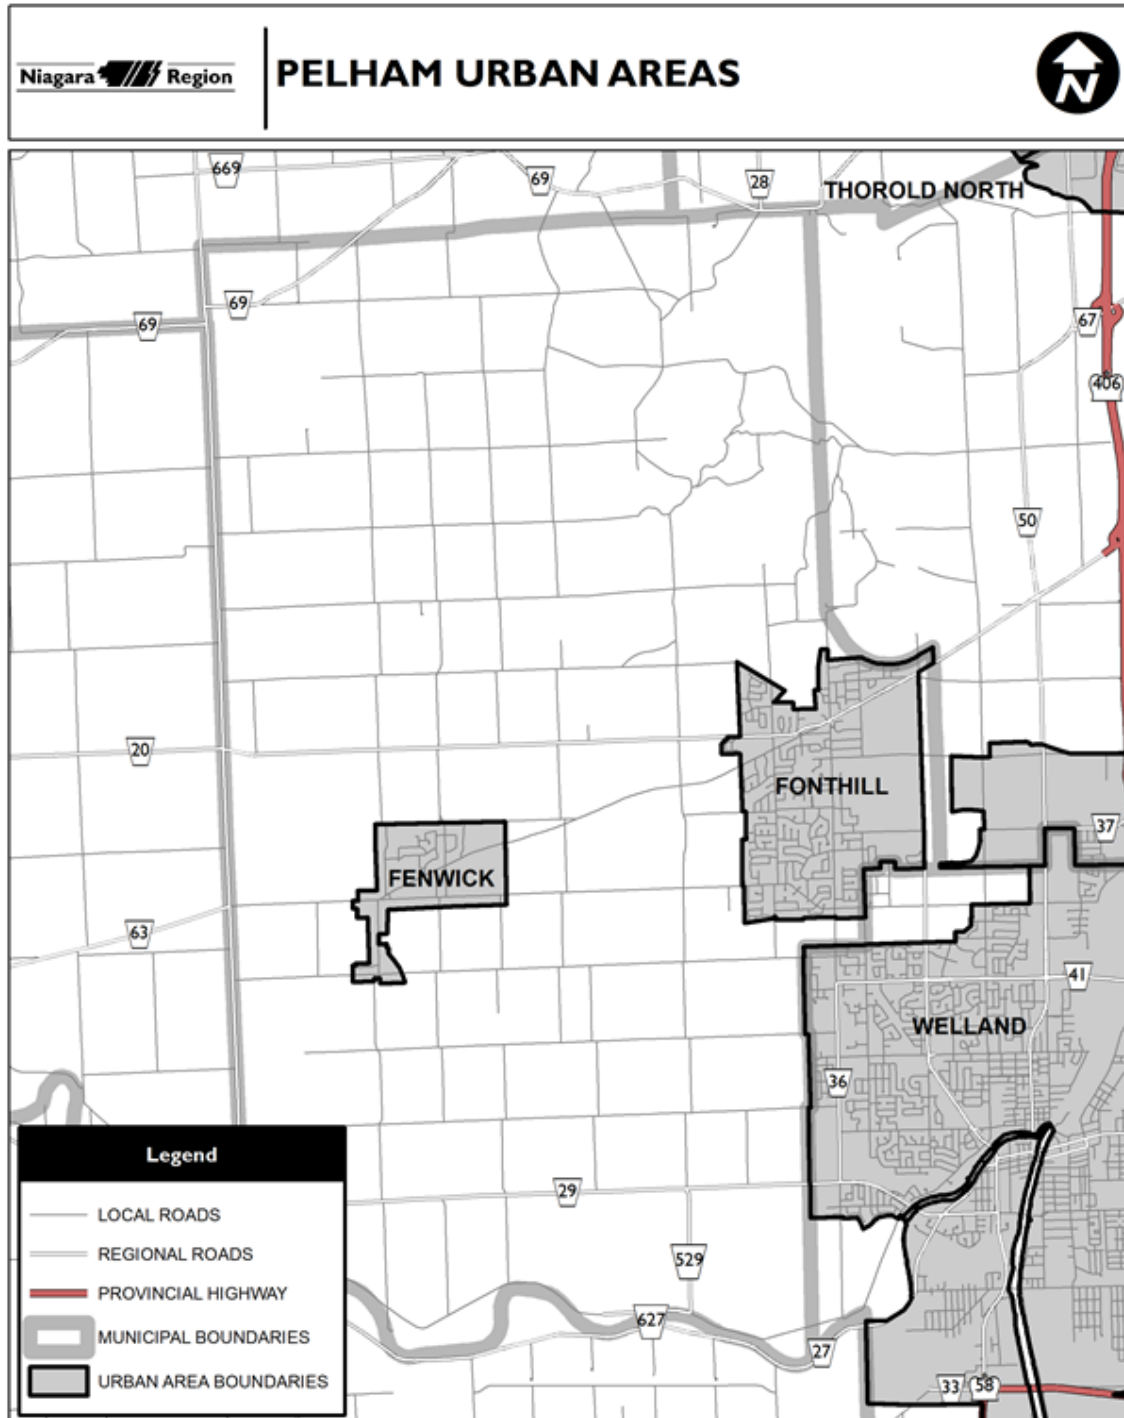 Niagara Region
PELHAM URBAN AREAS
N
669
69
28
THOROLD NORTH
69
69
67
406
50
20
FONTHILL
37
FENWICK
63
41
WELLAND
36
29
529
627
27
33
58
Legend
LOCAL ROADS
REGIONAL ROADS
PROVINCIAL HIGHWAY
MUNICIPAL BOUNDARIES
URBAN AREA BOUNDARIES